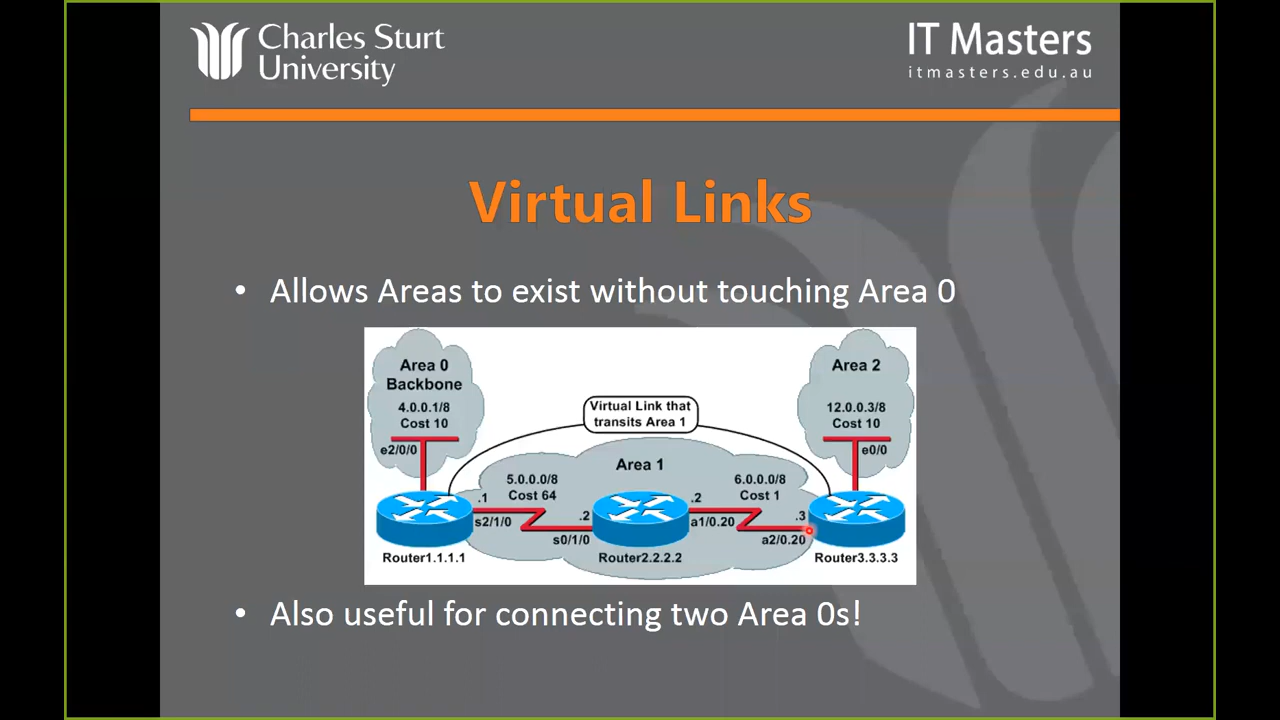 Charles Sturt
University
IT Masters
itmasters.edu.au
Virtual Links
• Allows Areas to exist without touching Area 0
Area 0
Backbone
4.0.0.1/8
Cost 10
e2/0/0
Area 2
12.0.0.3/8
Cost 10
e0/0
Virtual Link that
transits Area 1
Area 1
5.0.0.0/8
Cost 64
6.0.0.0/8
Cost 1
.1
s2/1/0
.2
s0/1/0
.2
a1/0.20
.3
a2/0.20
Router1.1.1.1
Router2.2.2.2
Router3.3.3.3
• Also useful for connecting two Area 0s!